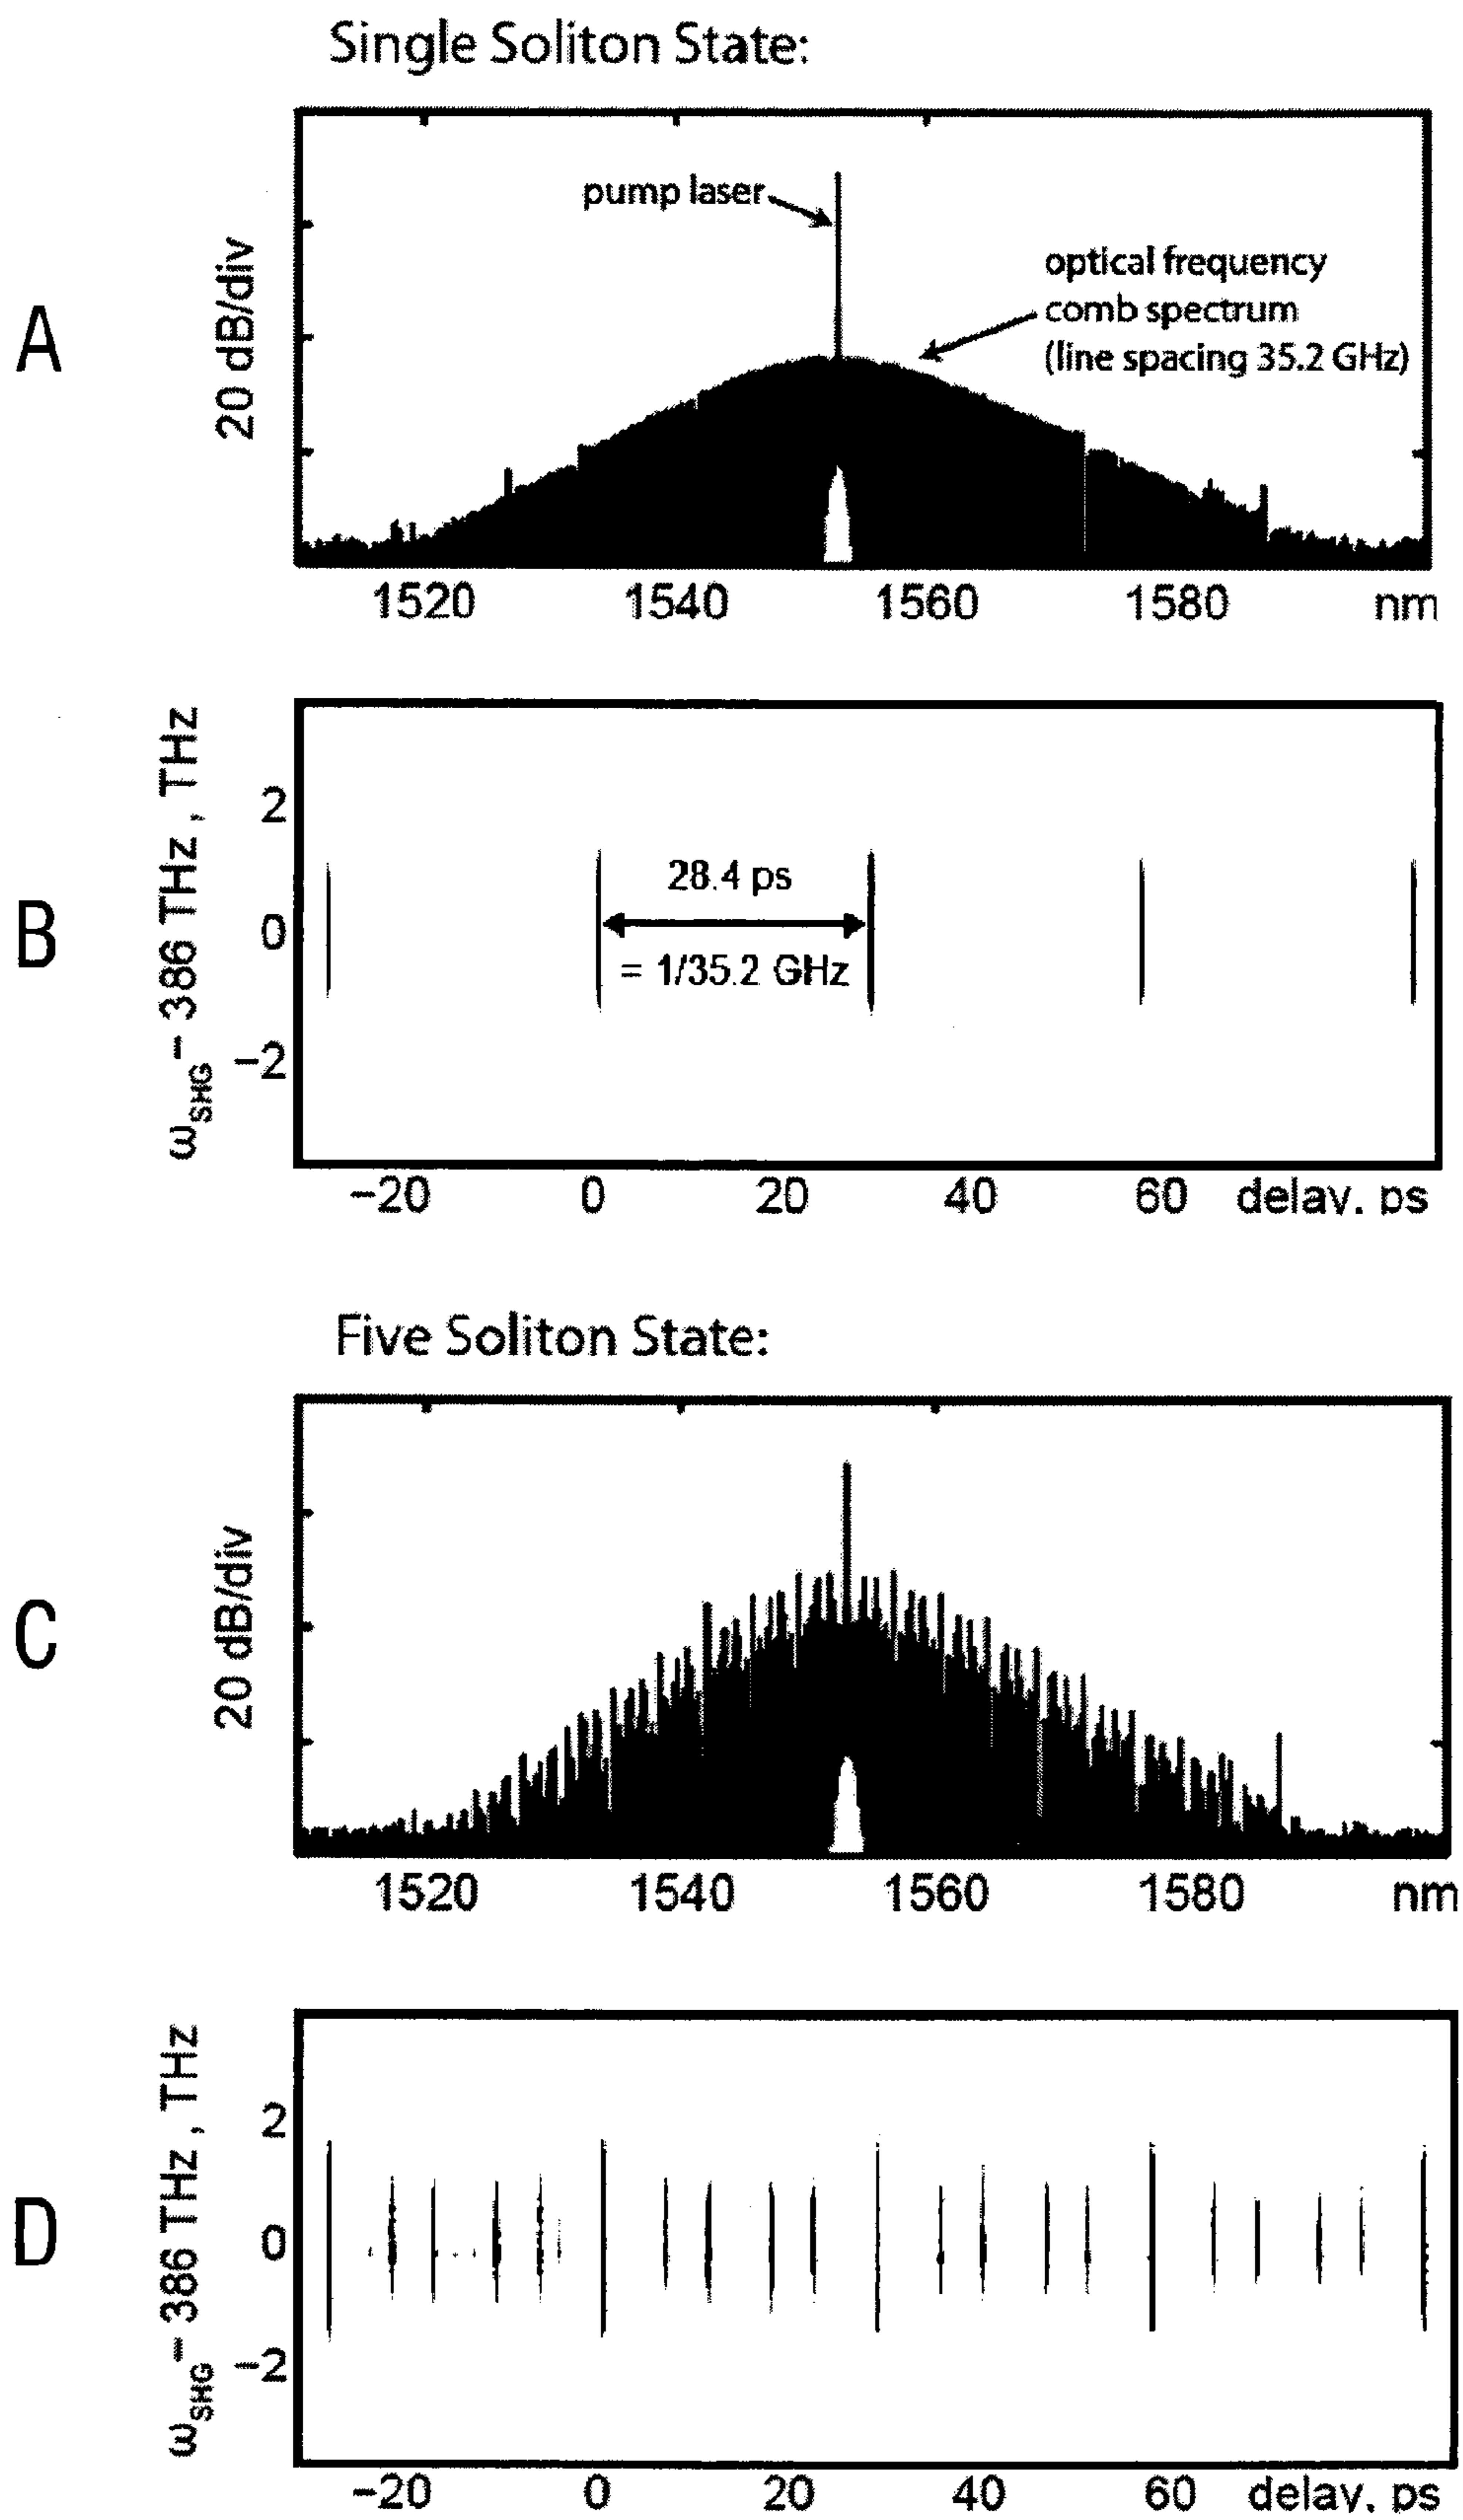 Single Soliton State:
A
20 dB/div
pump laser
optical frequency
comb spectrum
(line spacing 35.2 GHz)
1520 1540 1560 1580 nm
B
ω_SHG − 386 THz , THz
2
0
−2
28.4 ps
= 1/35.2 GHz
−20 0 20 40 60 delay, ps
Five Soliton State:
C
20 dB/div
1520 1540 1560 1580 nm
D
ω_SHG − 386 THz , THz
2
0
−2
−20 0 20 40 60 delay, ps